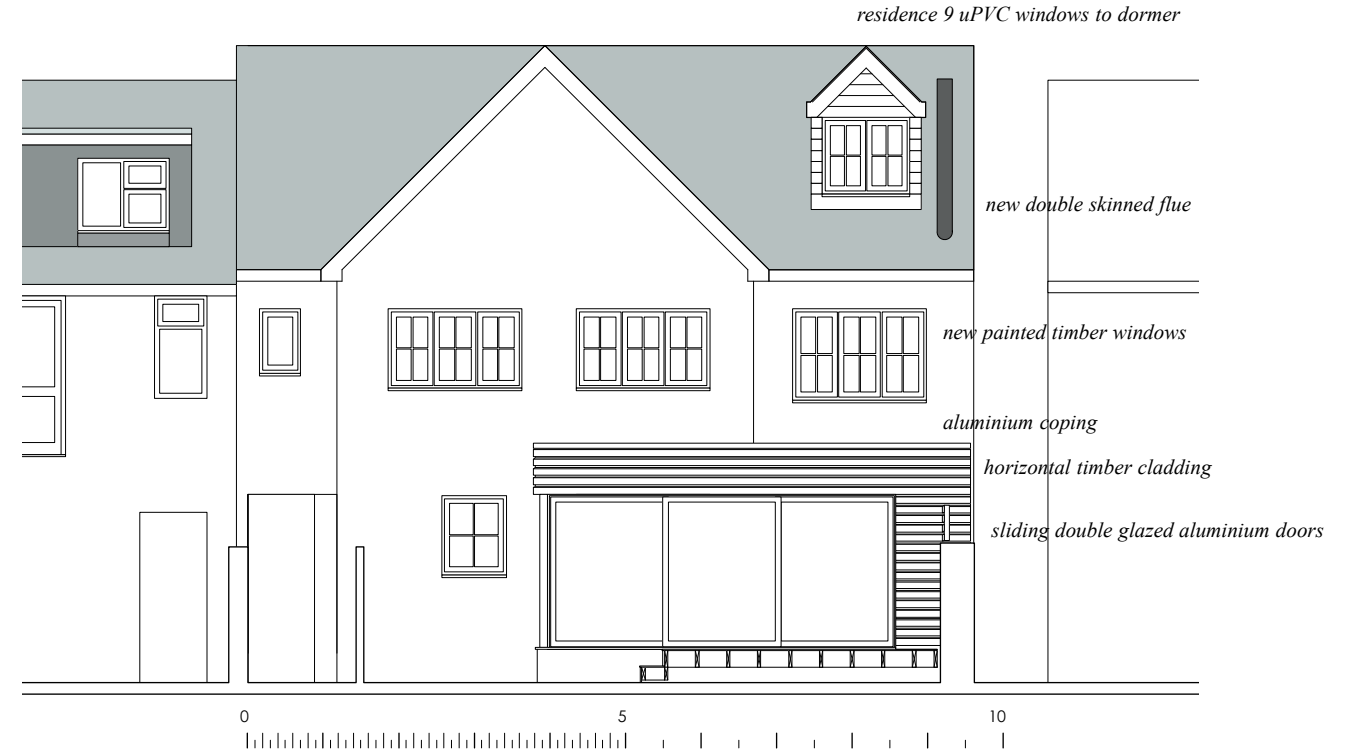 residence 9 uPVC windows to dormer
new double skinned flue
new painted timber windows
aluminium coping
horizontal timber cladding
sliding double glazed aluminium doors
0 5 10